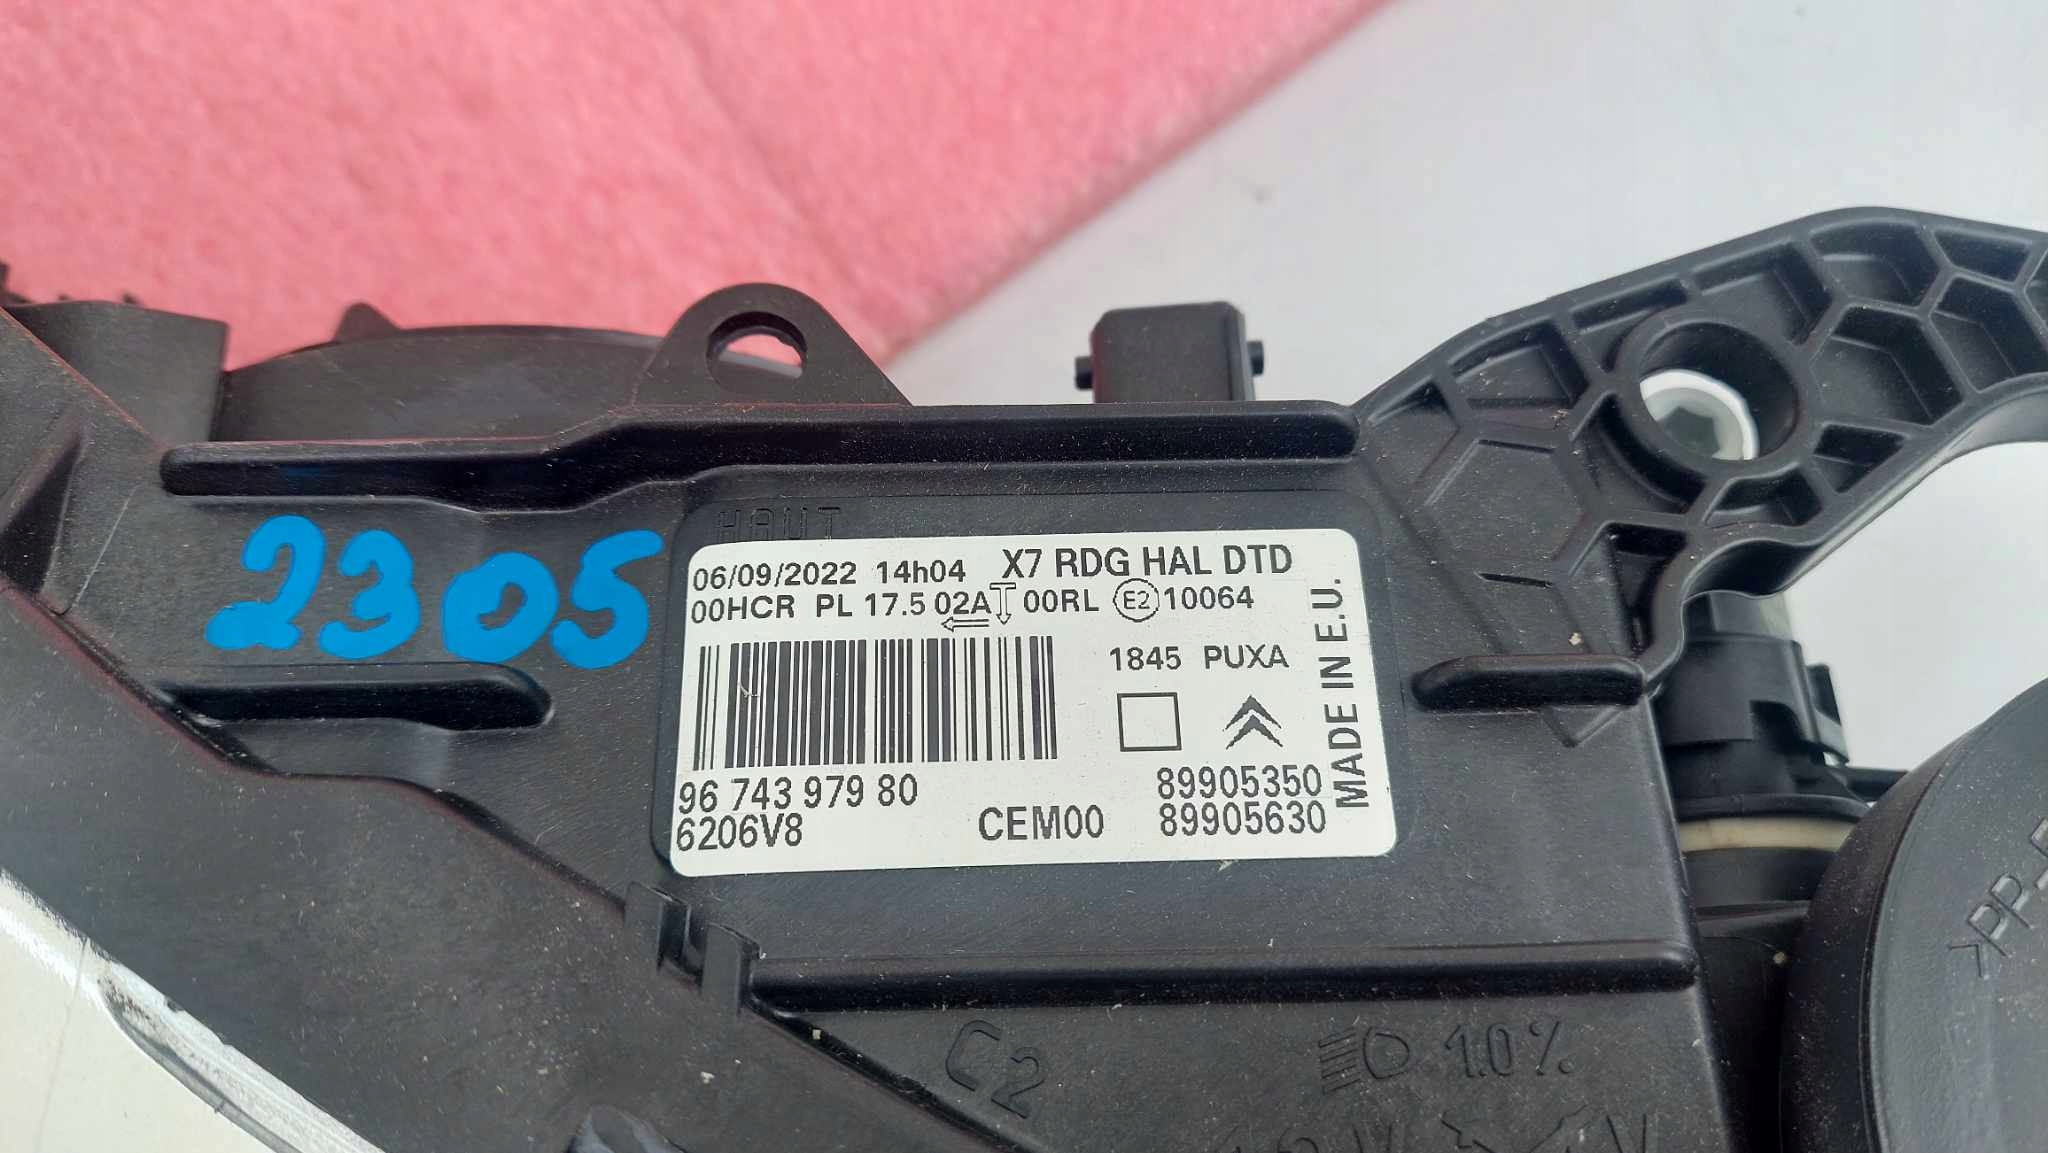 HAUT
2305
06/09/2022 14h04 X7 RDG HAL DTD
00HCR PL 17.5 02A 00RL E2 10064
1845 PUXA
MADE IN E.U.
96 743 979 80
89905350
6206V8 CEM00 89905630
C2
1.0%
>PP-